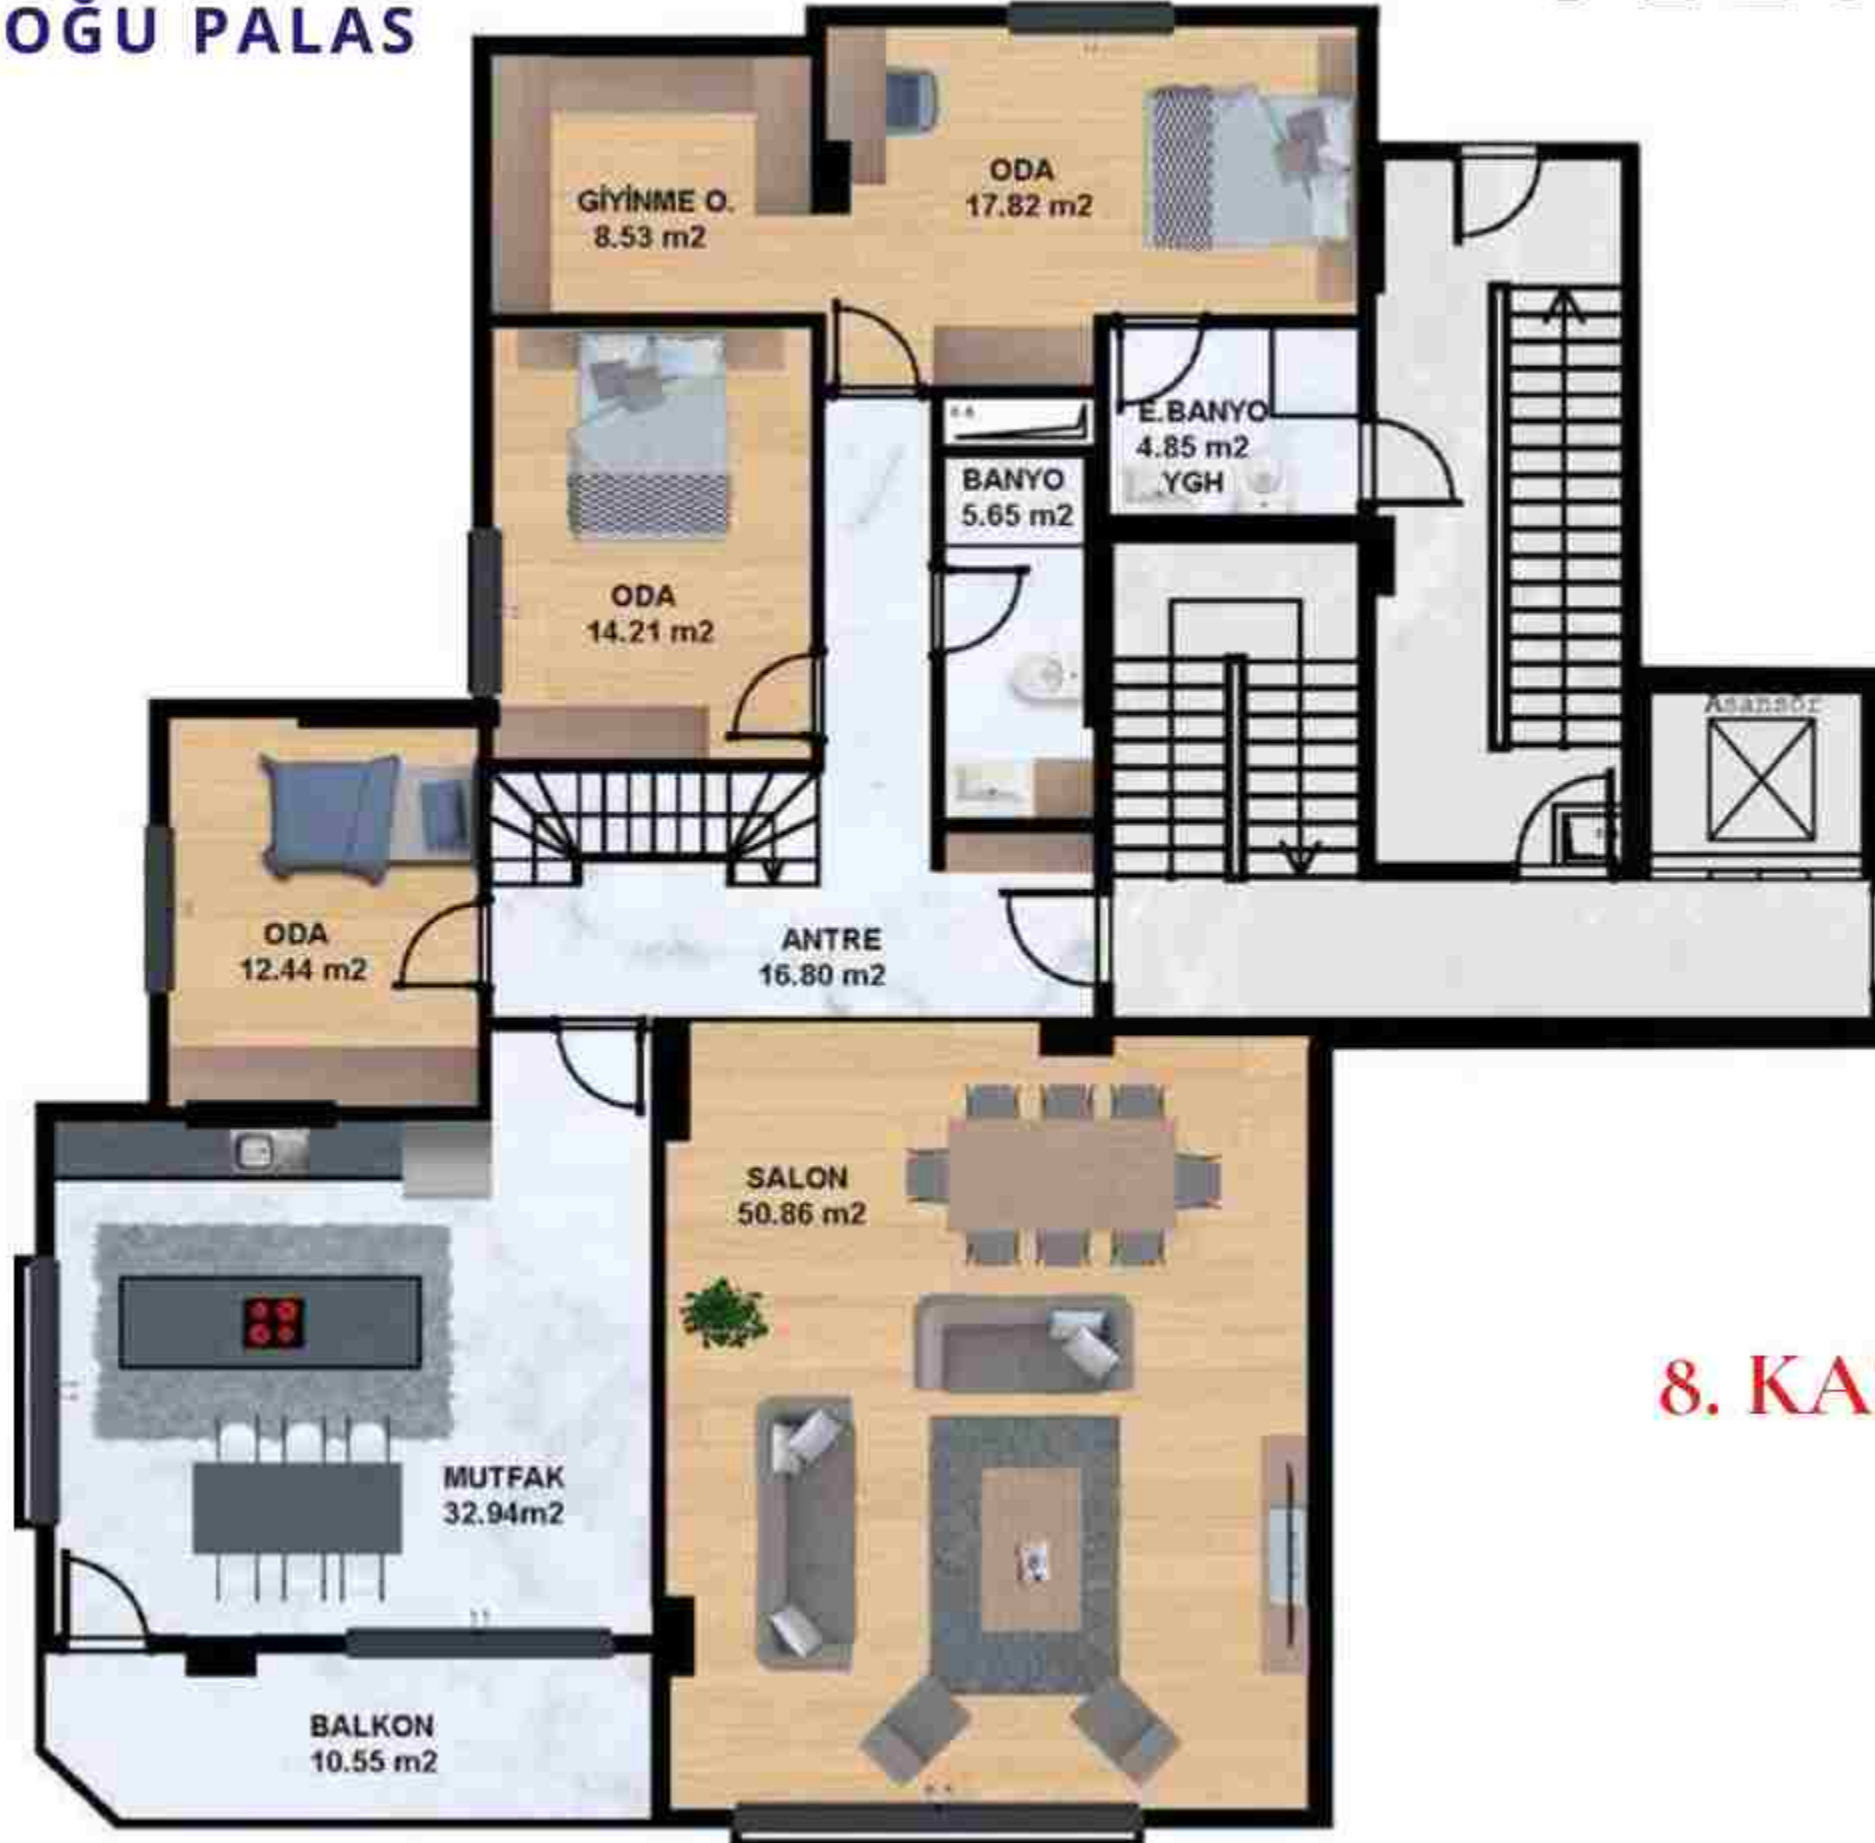 OĞU PALAS
GİYİNME O.
8.53 m2
ODA
17.82 m2
E.BANYO
4.85 m2
YGH
BANYO
5.65 m2
ODA
14.21 m2
Asansör
ODA
12.44 m2
ANTRE
16.80 m2
SALON
50.86 m2
8. KA
MUTFAK
32.94m2
BALKON
10.55 m2